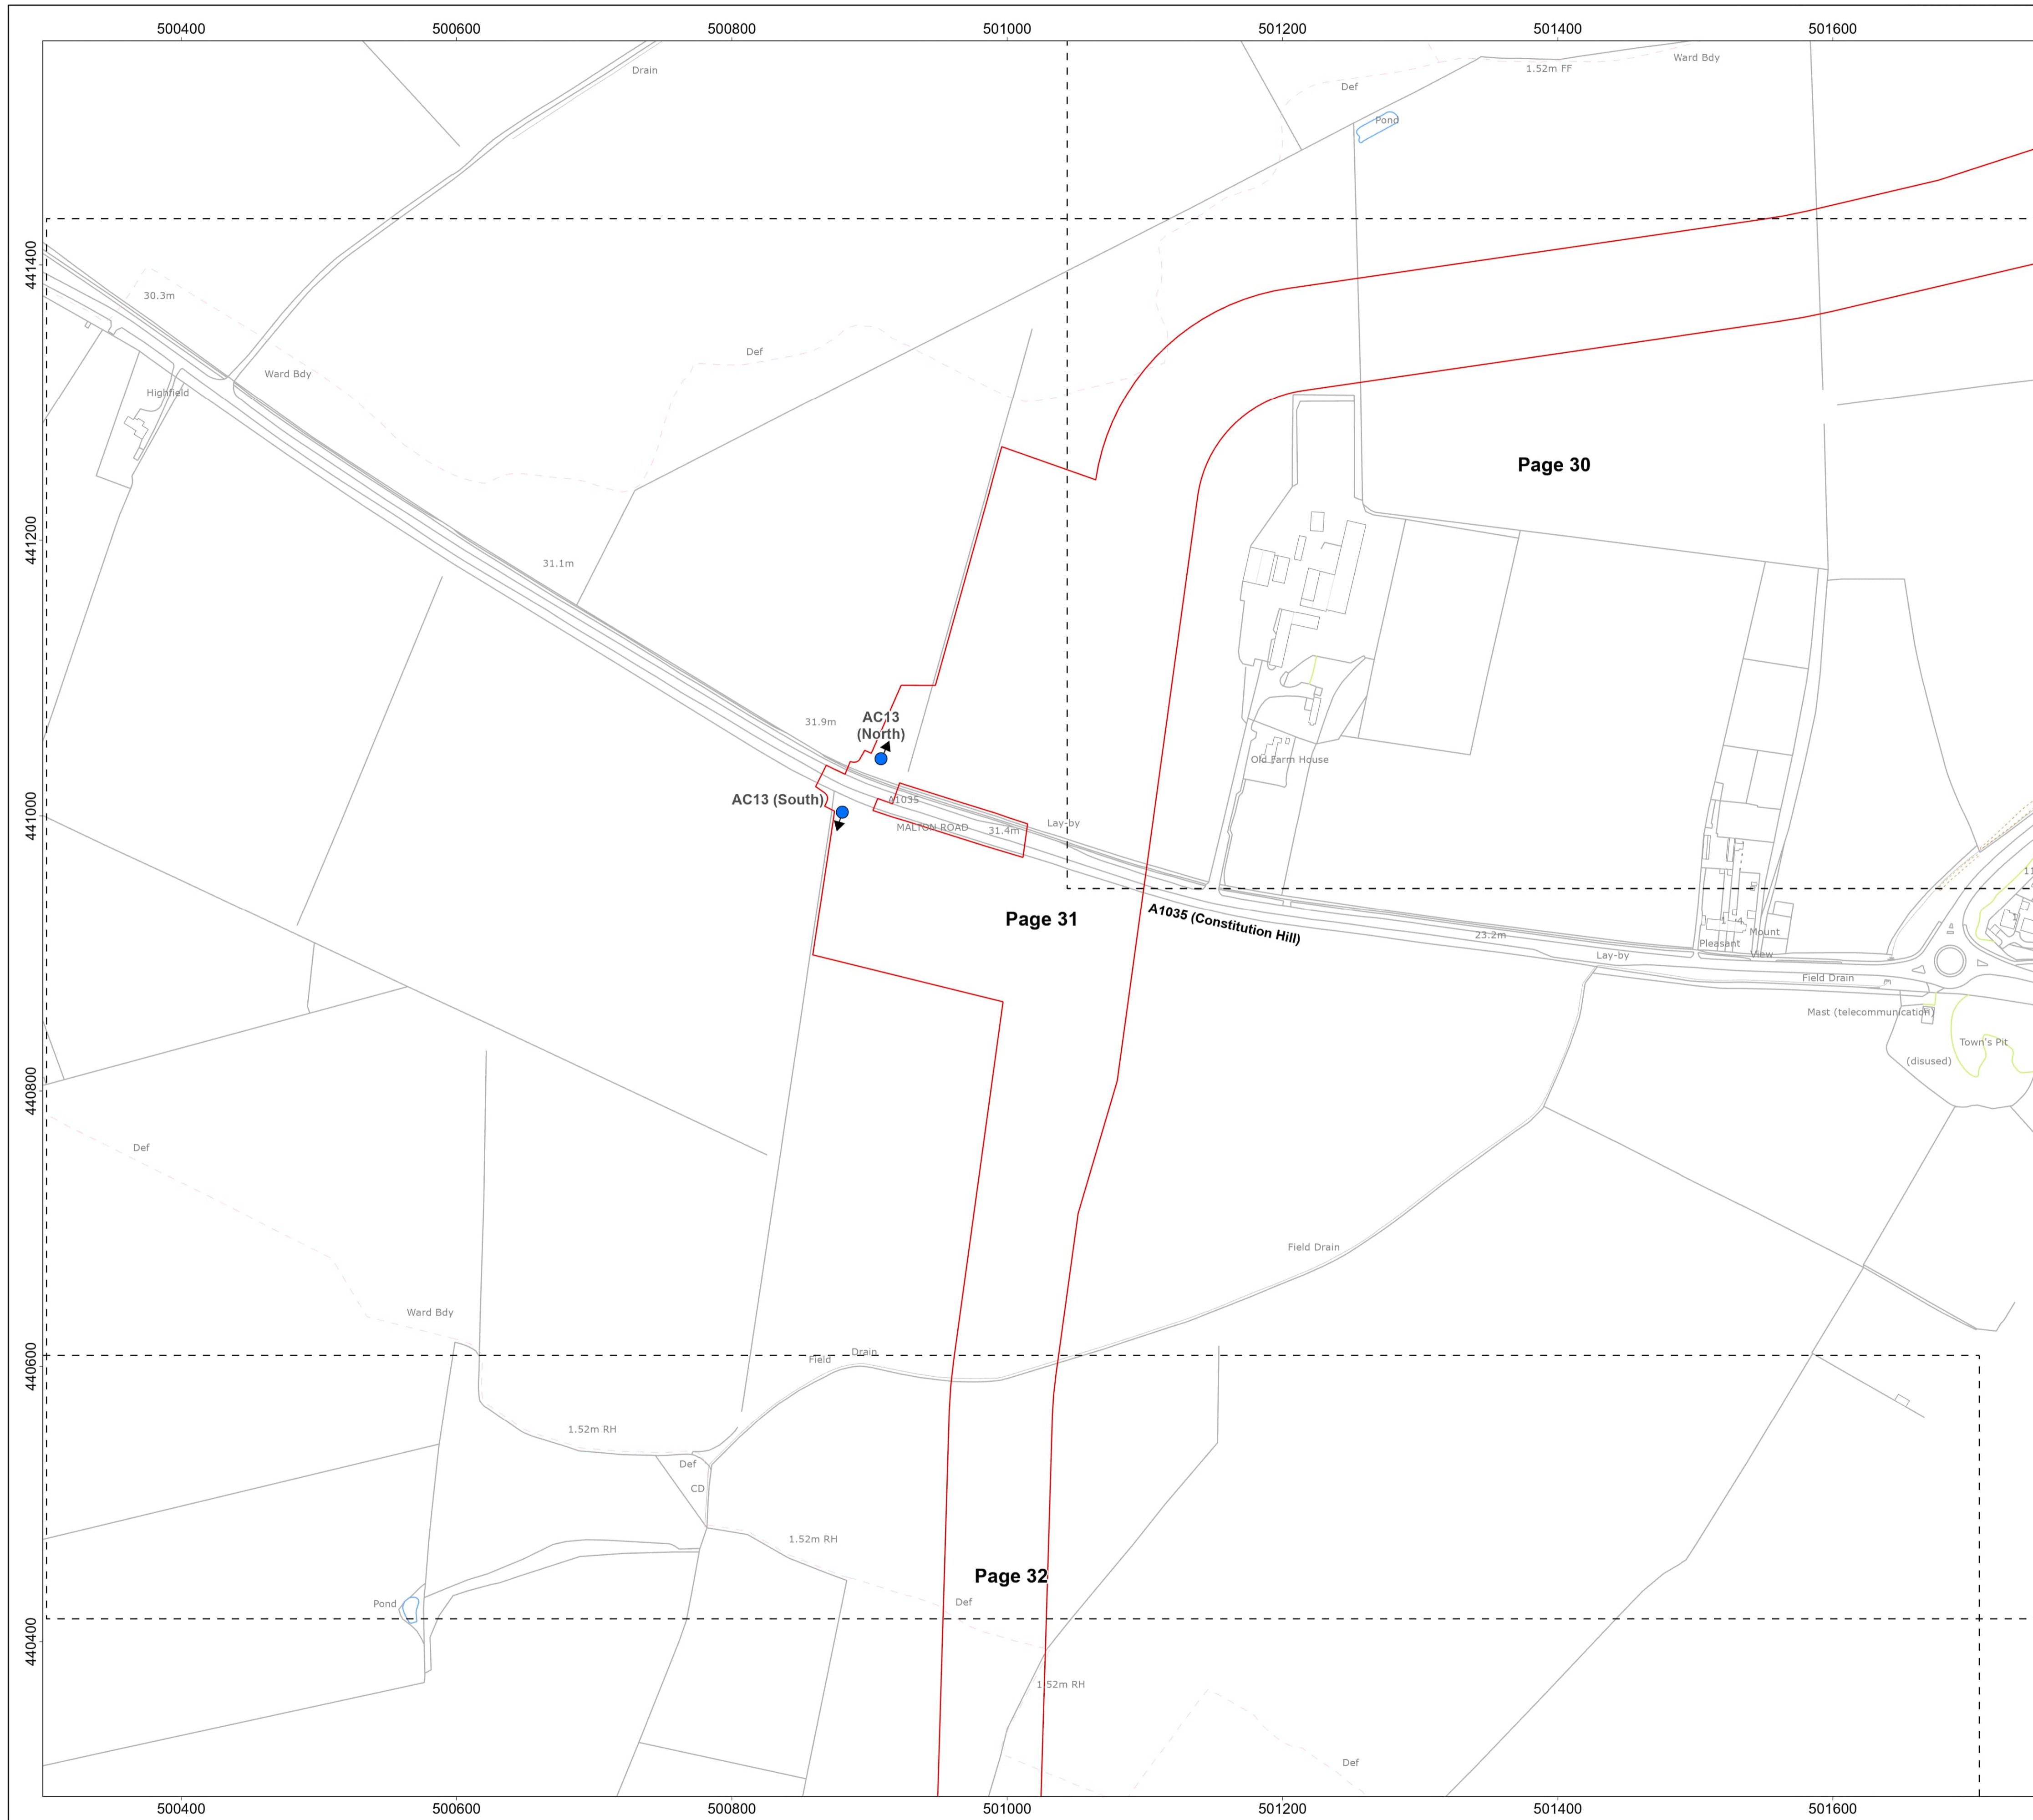 500400 500600 500800 501000 501200 501400 501600
Drain
Def
1.52m FF
Ward Bdy
Pond
441400
30.3m
Def
Ward Bdy
Highfield
Page 30
441200
31.1m
31.9m
AC13
(North)
Old Farm House
AC13 (South)
A1035
441000
MALTON ROAD
31.4m
Lay-by
Page 31
A1035 (Constitution Hill)
23.2m
1 - 4
Mount
Pleasant
View
Lay-by
Field Drain
11
1
Mast (telecommunication)
Town's Pit
(disused)
440800
Def
Field Drain
Ward Bdy
440600
Field
Drain
1.52m RH
Def
CD
1.52m RH
Page 32
Pond
Def
440400
1.52m RH
Def
500400 500600 500800 501000 501200 501400 501600